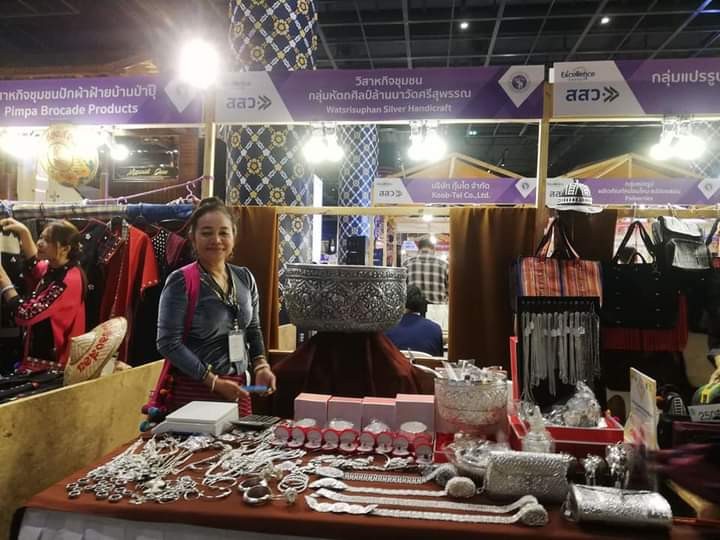 าหกิจชุมชนปักผ้าฝ้ายบ้านป่าปุ๊
Pimpa Brocade Products
สสว
วิสาหกิจชุมชน
กลุ่มหัตถศิลป์ล้านนาวัดศรีสุพรรณ
Watsrisuphan Silver Handicraft
Excellence
สสว
กลุ่มแปรรูป
สสว
บริษัท กุ๊บไต จำกัด
Koob-Tai Co.,Ltd.
สสว